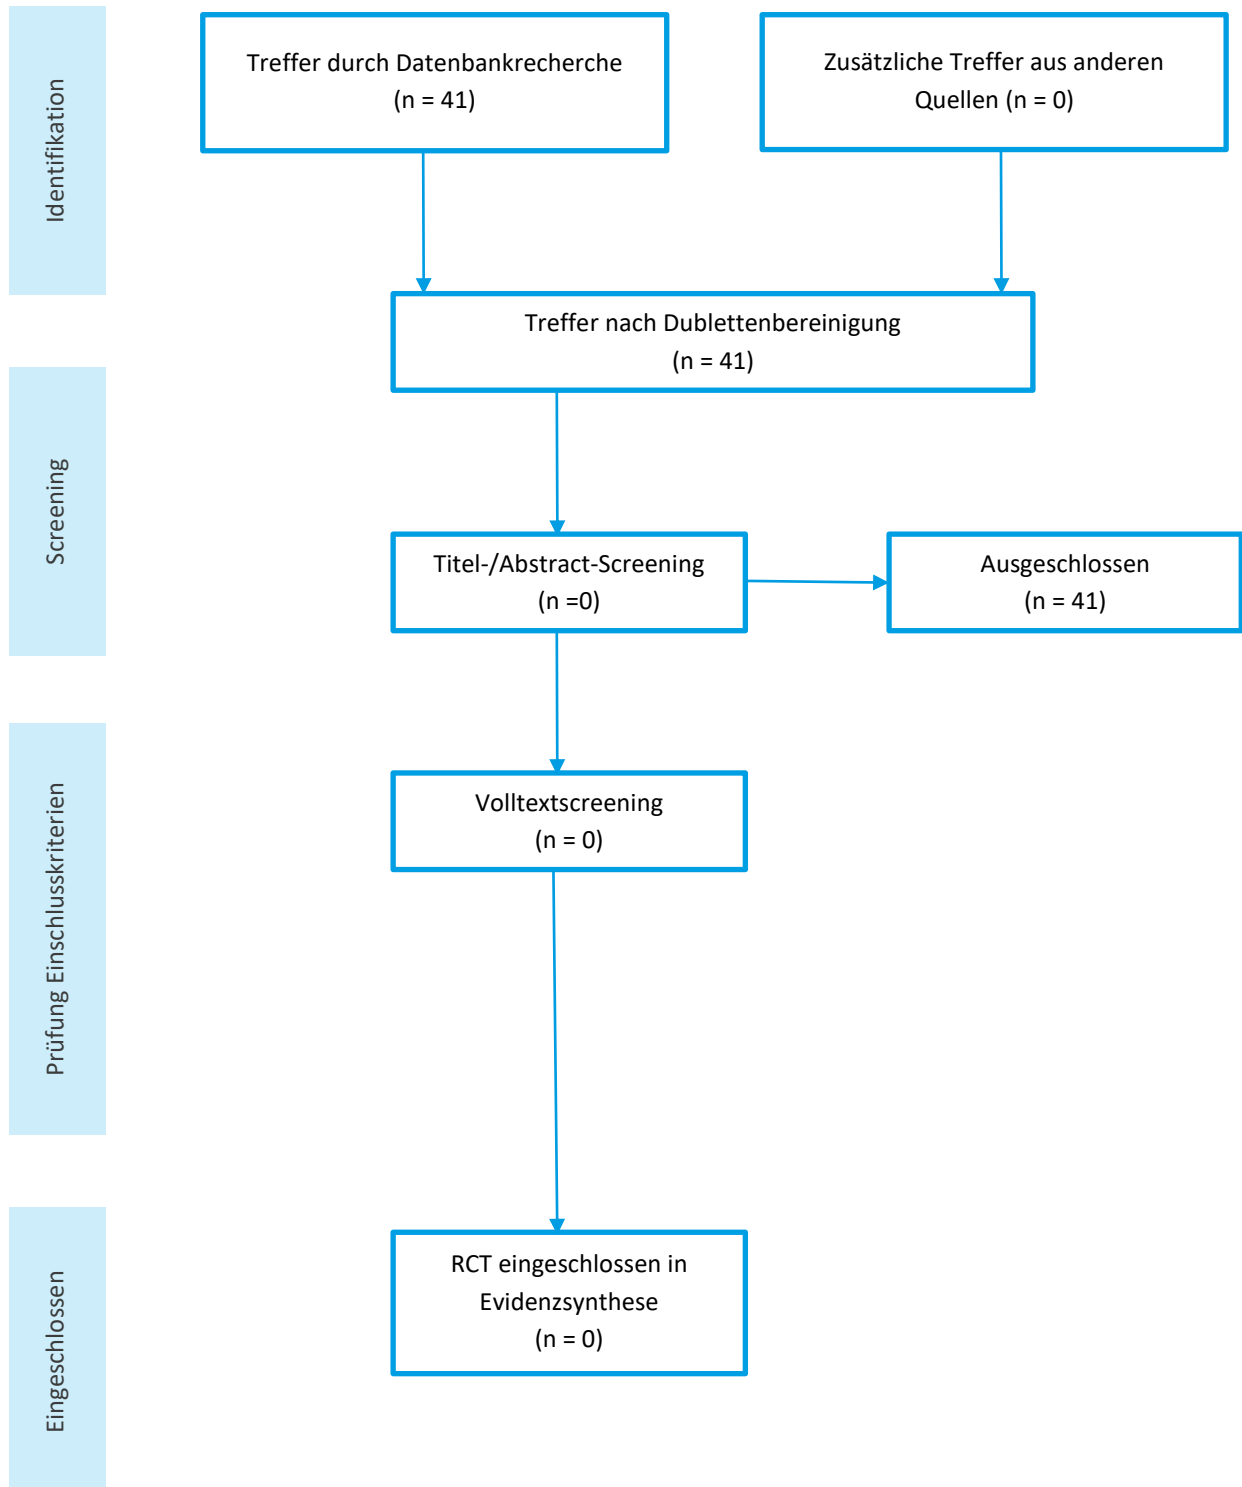 Identifikation
Treffer durch Datenbankrecherche
(n = 41)
Zusätzliche Treffer aus anderen
Quellen (n = 0)
Treffer nach Dublettenbereinigung
(n = 41)
Screening
Titel-/Abstract-Screening
(n =0)
Ausgeschlossen
(n = 41)
Prüfung Einschlusskriterien
Volltextscreening
(n = 0)
Eingeschlossen
RCT eingeschlossen in
Evidenzsynthese
(n = 0)